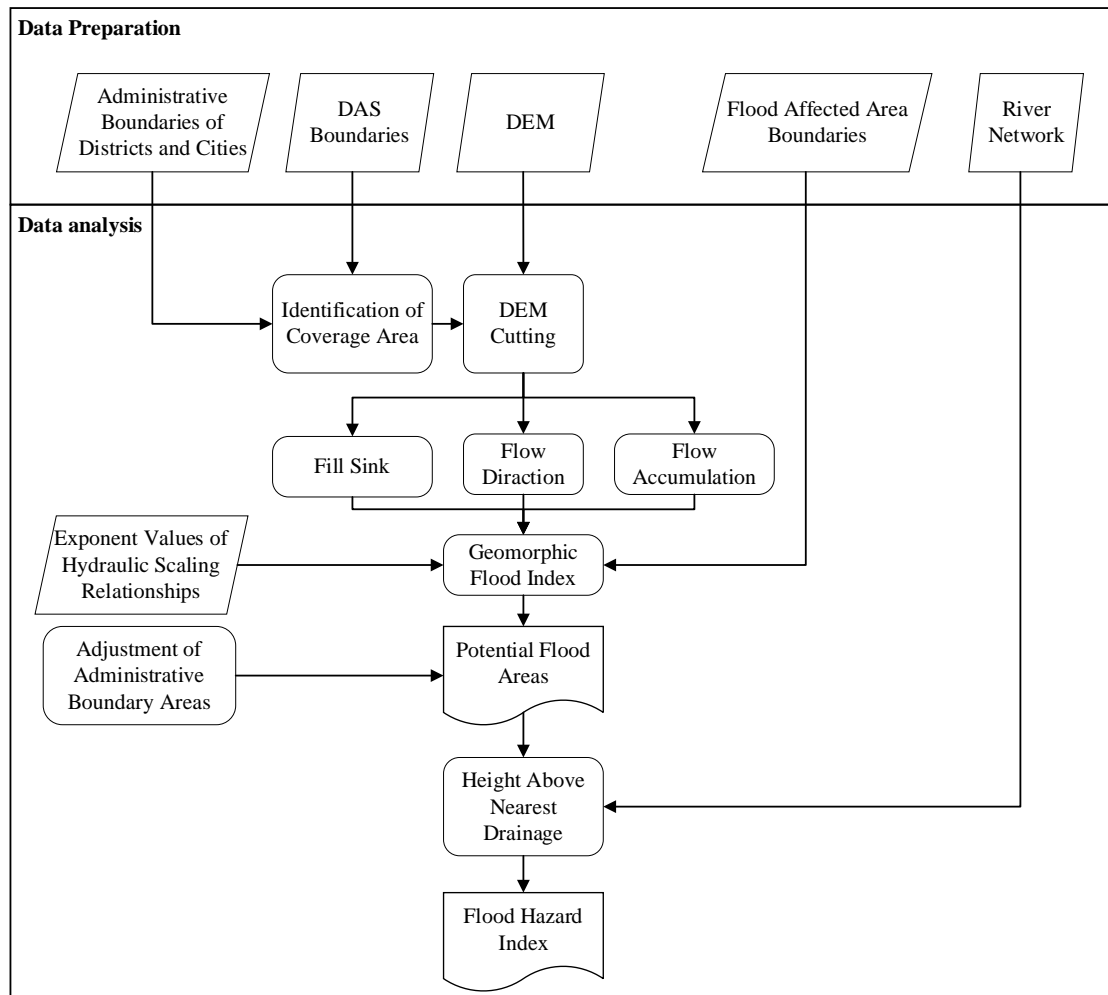 Data Preparation
Administrative
Boundaries of
Districts and Cities
DAS
Boundaries
DEM
Flood Affected Area
Boundaries
River
Network
Data analysis
Identification of
Coverage Area
DEM
Cutting
Fill Sink
Flow
Diraction
Flow
Accumulation
Exponent Values of
Hydraulic Scaling
Relationships
Geomorphic
Flood Index
Adjustment of
Administrative
Boundary Areas
Potential Flood
Areas
Height Above
Nearest
Drainage
Flood Hazard
Index